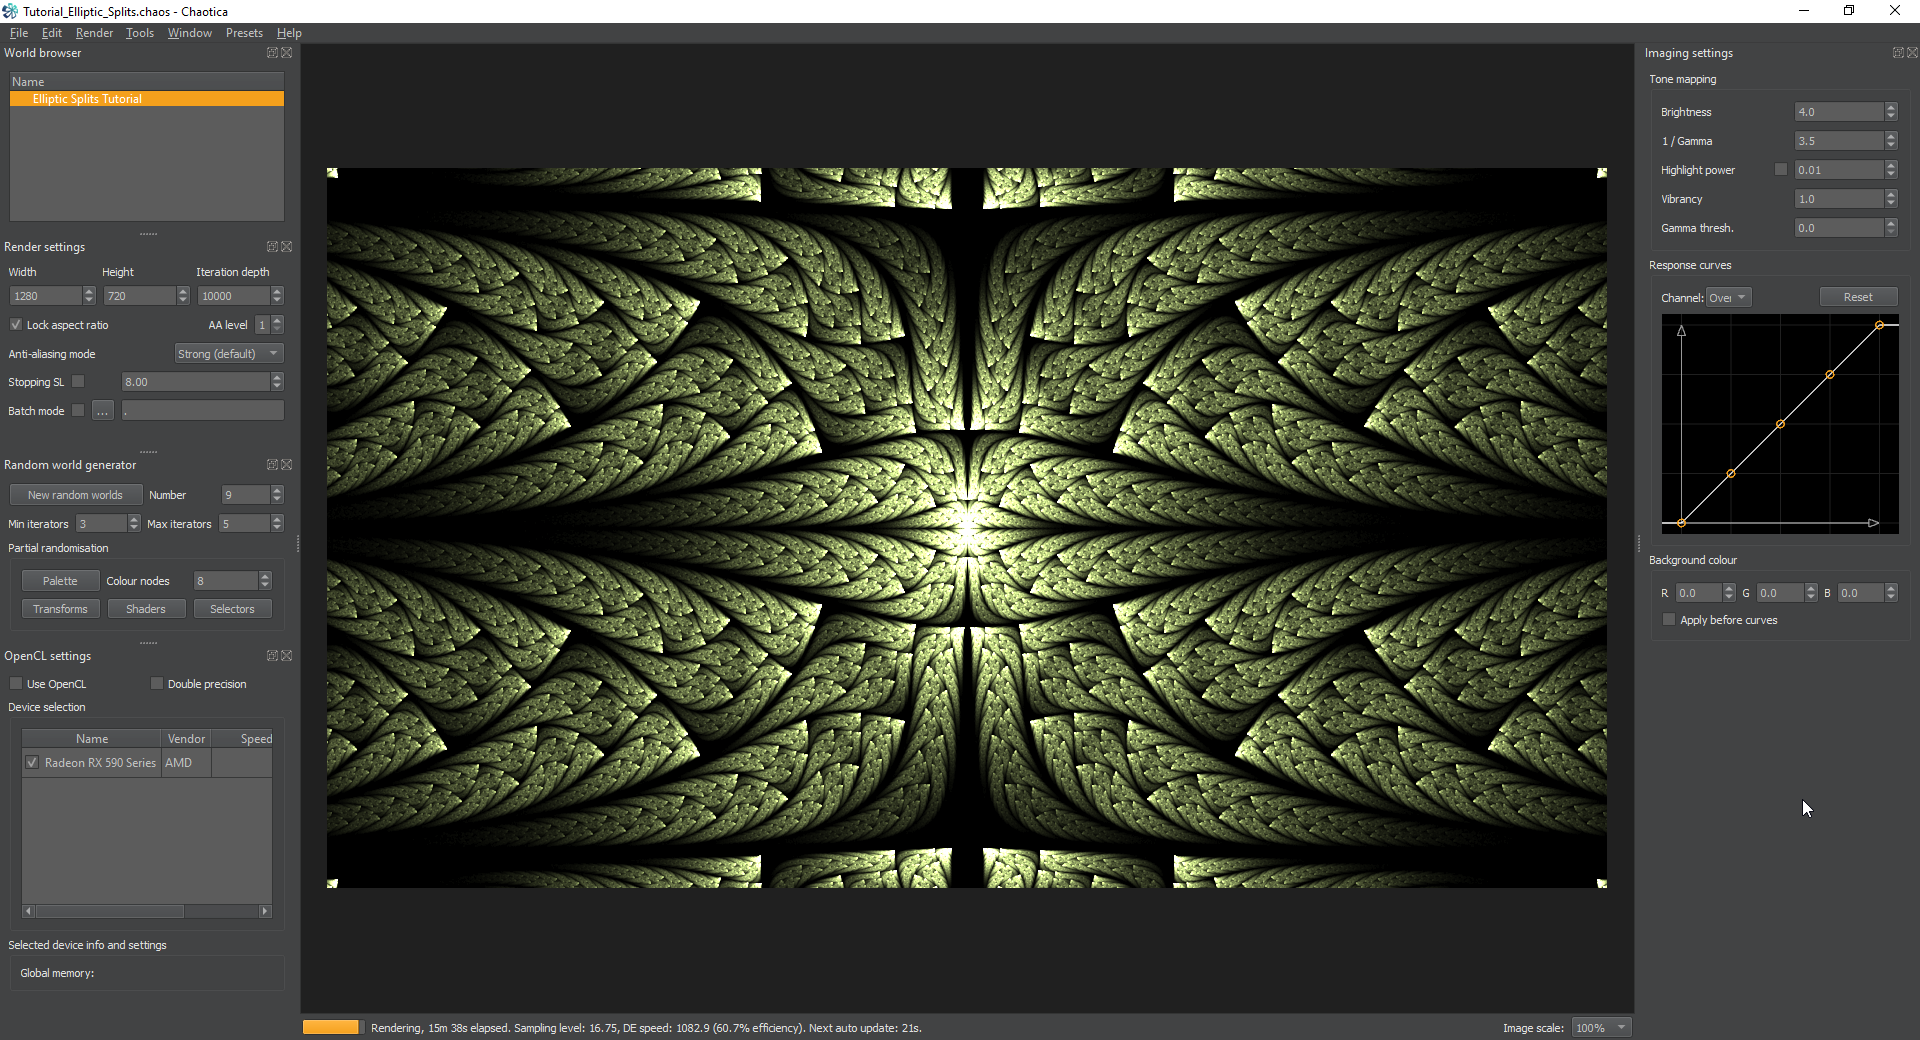 Tutorial_Elliptic_Splits.chaos - Chaotica
File Edit Render Tools Window Presets Help
World browser
Name
Elliptic Splits Tutorial
Render settings
Width Height Iteration depth
1280 720 10000
Lock aspect ratio AA level 1
Anti-aliasing mode Strong (default)
Stopping SL 8.00
Batch mode ... .
Random world generator
New random worlds Number 9
Min iterators 3 Max iterators 5
Partial randomisation
Palette Colour nodes 8
Transforms Shaders Selectors
OpenCL settings
Use OpenCL Double precision
Device selection
Name Vendor Speed
Radeon RX 590 Series AMD
Selected device info and settings
Global memory:
Rendering, 15m 38s elapsed. Sampling level: 16.75, DE speed: 1082.9 (60.7% efficiency). Next auto update: 21s.
Image scale: 100%
Imaging settings
Tone mapping
Brightness 4.0
1 / Gamma 3.5
Highlight power 0.01
Vibrancy 1.0
Gamma thresh. 0.0
Response curves
Channel: Over Reset
Background colour
R 0.0 G 0.0 B 0.0
Apply before curves